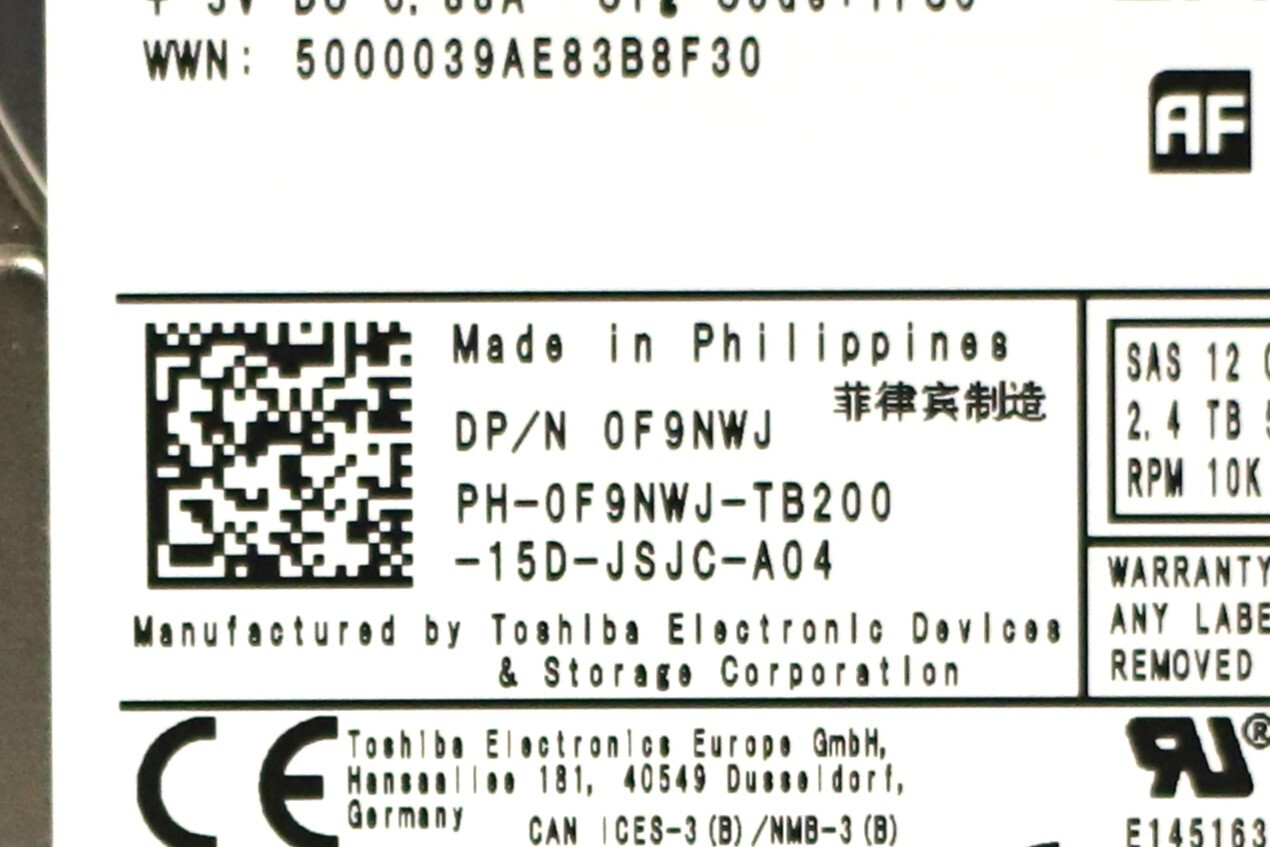 WWN: 5000039AE83B8F30
AF
Made in Philippines
菲律宾制造
DP/N 0F9NWJ
PH-0F9NWJ-TB200
-15D-JSJC-A04
Manufactured by Toshiba Electronic Devices
& Storage Corporation
SAS 12
2.4 TB
RPM 10K
WARRANTY
ANY LABE
REMOVED
CE
Toshiba Electronics Europe GmbH,
Hansaallee 181, 40549 Dusseldorf,
Germany
CAN ICES-3(B)/NMB-3(B)
RU®
E145163